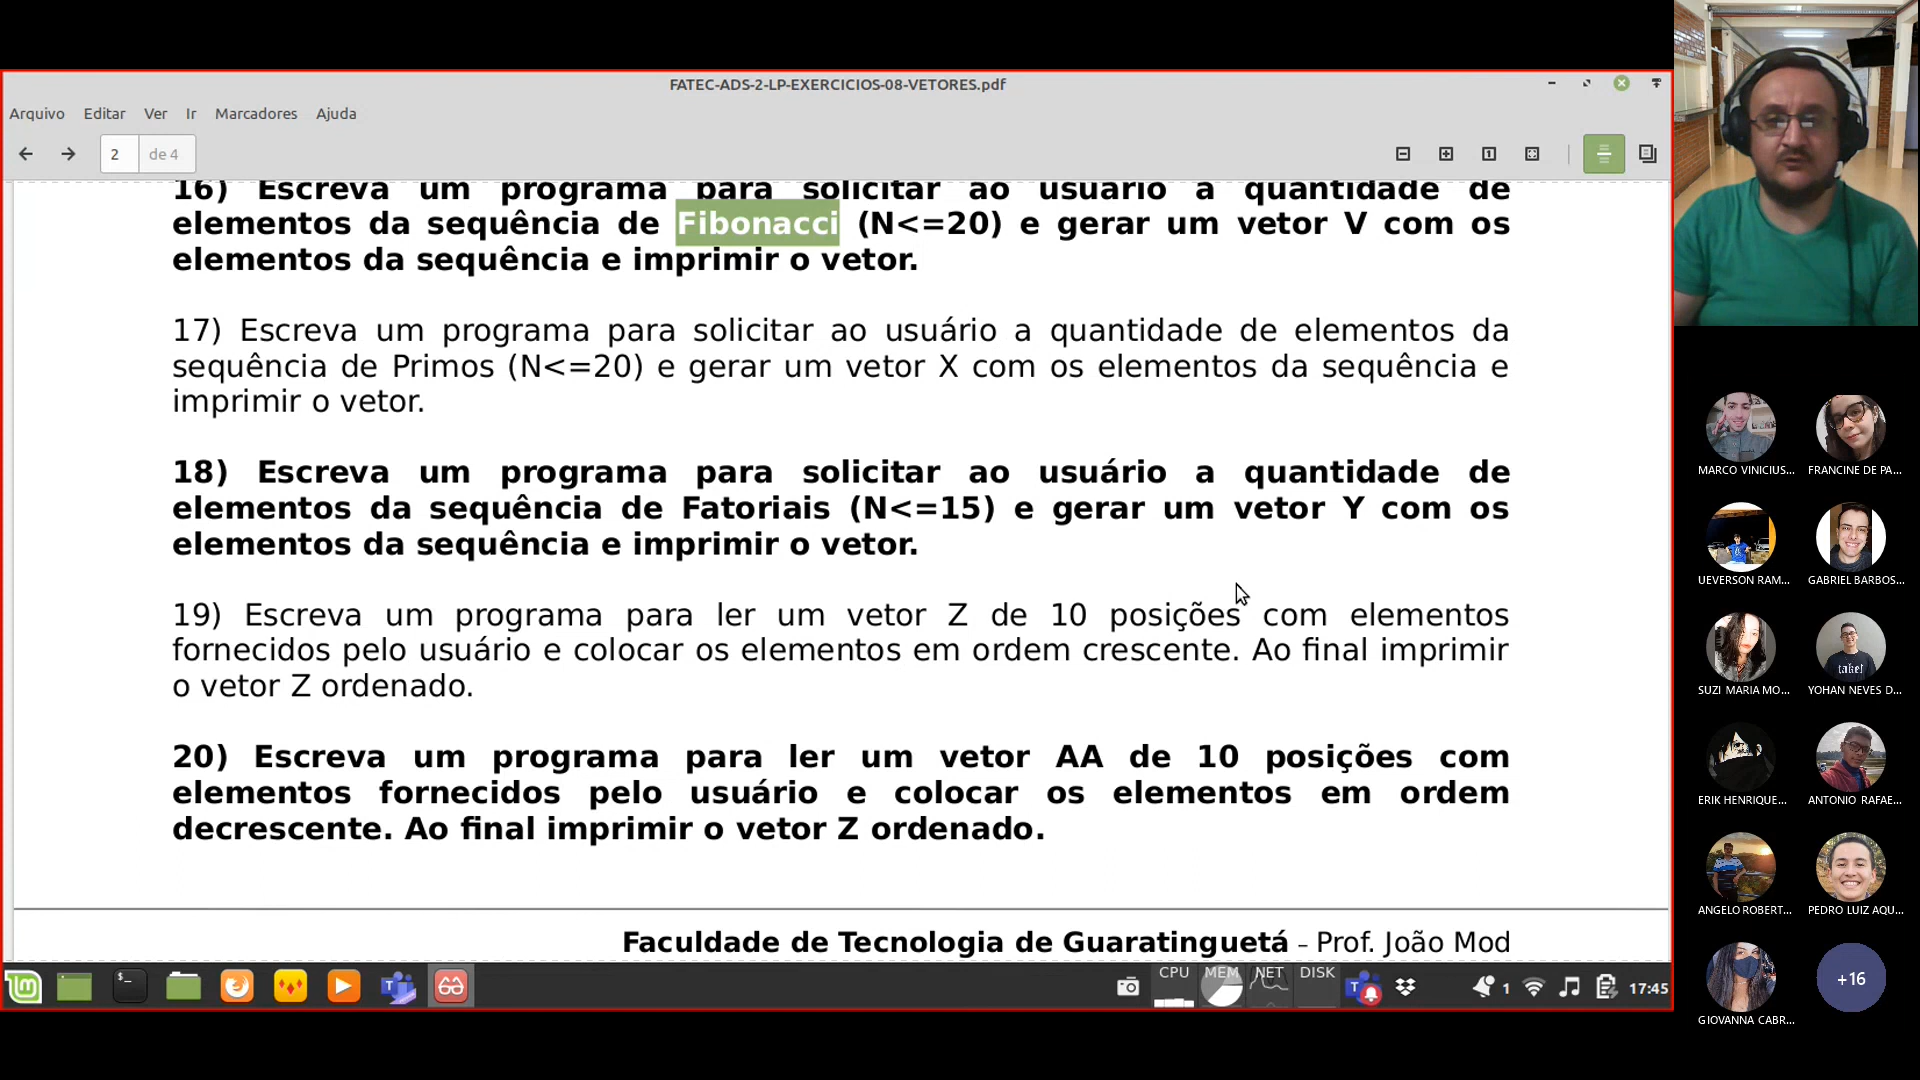 FATEC-ADS-2-LP-EXERCICIOS-08-VETORES.pdf
Arquivo Editar Ver Ir Marcadores Ajuda
2 de 4
16) Escreva um programa para solicitar ao usuário a quantidade de
elementos da sequência de Fibonacci (N<=20) e gerar um vetor V com os
elementos da sequência e imprimir o vetor.
17) Escreva um programa para solicitar ao usuário a quantidade de elementos da
sequência de Primos (N<=20) e gerar um vetor X com os elementos da sequência e
imprimir o vetor.
18) Escreva um programa para solicitar ao usuário a quantidade de
elementos da sequência de Fatoriais (N<=15) e gerar um vetor Y com os
elementos da sequência e imprimir o vetor.
19) Escreva um programa para ler um vetor Z de 10 posições com elementos
fornecidos pelo usuário e colocar os elementos em ordem crescente. Ao final imprimir
o vetor Z ordenado.
20) Escreva um programa para ler um vetor AA de 10 posições com
elementos fornecidos pelo usuário e colocar os elementos em ordem
decrescente. Ao final imprimir o vetor Z ordenado.
Faculdade de Tecnologia de Guaratinguetá – Prof. João Mod
CPU MEM NET DISK
1
17:45
MARCO VINICIUS... FRANCINE DE PA...
UEVERSON RAM... GABRIEL BARBOS...
take!
SUZI MARIA MO... YOHAN NEVES D...
ERIK HENRIQUE... ANTONIO RAFAE...
ANGELO ROBERT... PEDRO LUIZ AQU...
+16
GIOVANNA CABR...